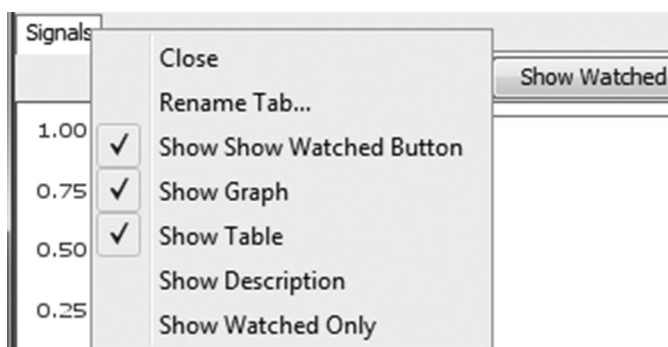 Signals
Close
Show Watched
Rename Tab...
1.00
Show Show Watched Button
0.75
Show Graph
0.50
Show Table
Show Description
0.25
Show Watched Only